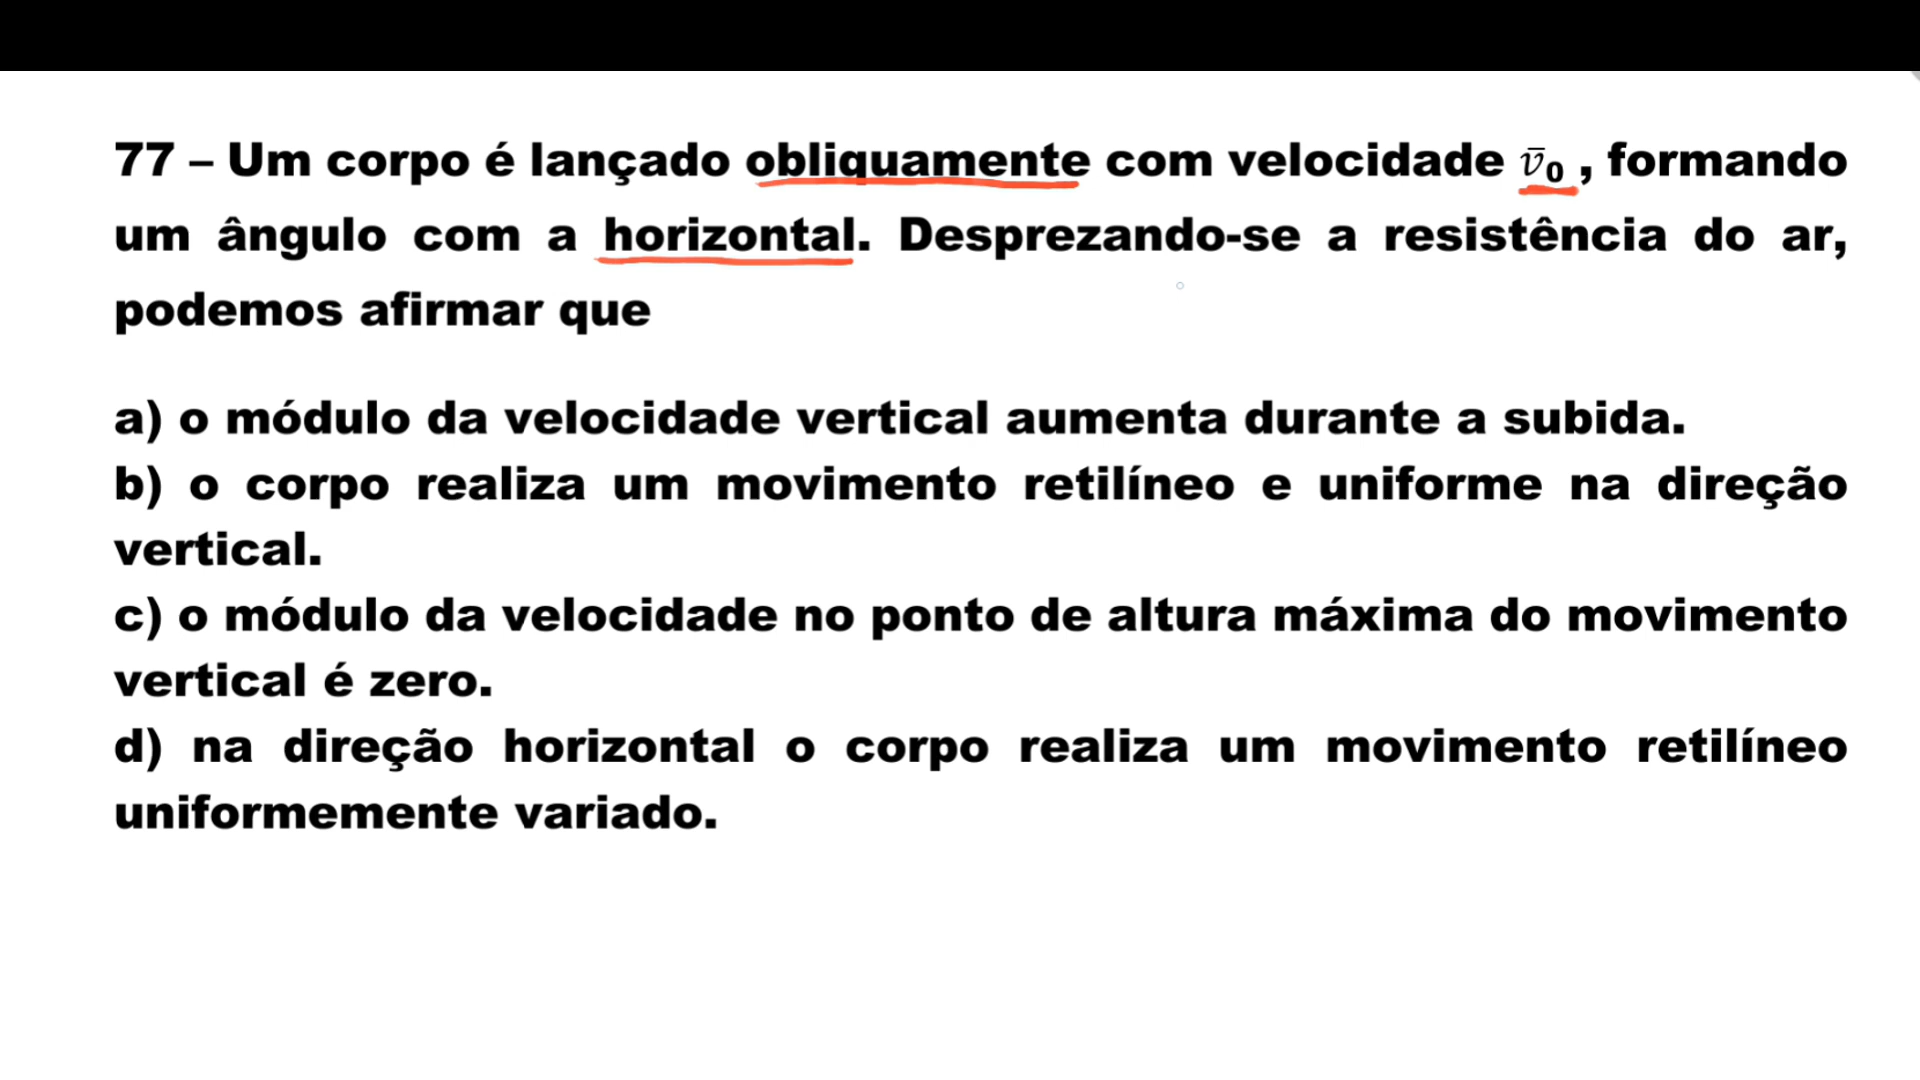 77 – Um corpo é lançado obliquamente com velocidade v̄₀ , formando
um ângulo com a horizontal. Desprezando-se a resistência do ar,
podemos afirmar que
a) o módulo da velocidade vertical aumenta durante a subida.
b) o corpo realiza um movimento retilíneo e uniforme na direção
vertical.
c) o módulo da velocidade no ponto de altura máxima do movimento
vertical é zero.
d) na direção horizontal o corpo realiza um movimento retilíneo
uniformemente variado.